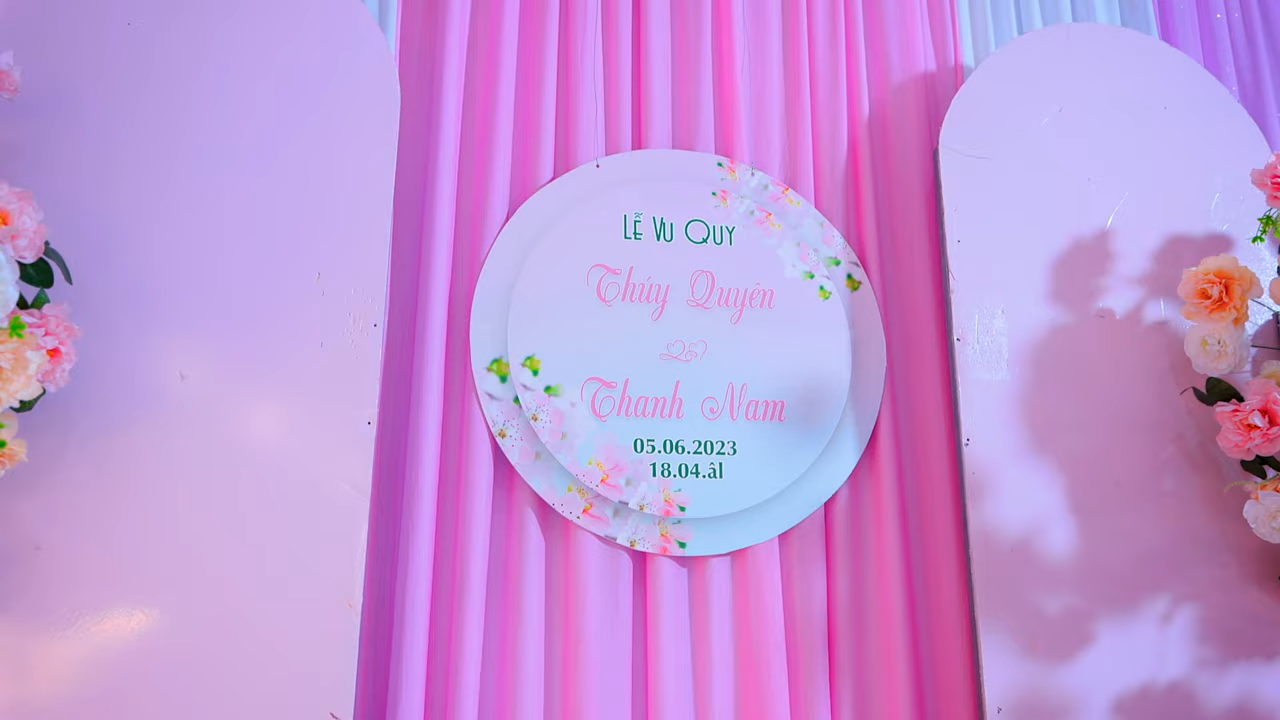 LỄ VU QUY
Thúy Quyên
Thanh Nam
05.06.2023
18.04.âl